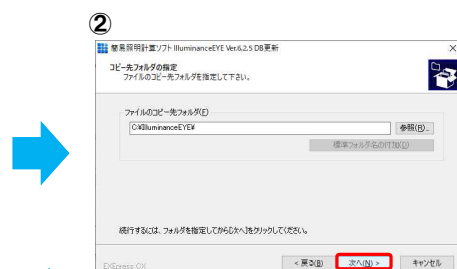 ②
簡易照明計算ソフト IlluminanceEYE Ver.6.2.5 DB更新
コピー先フォルダの指定
ファイルのコピー先フォルダを指定して下さい。
ファイルのコピー先フォルダ(F)
C:¥IlluminanceEYE¥
参照(R)...
標準フォルダ名の付加(D)
続行するには、フォルダを指定してから[次へ]をクリックしてください。
EXEpress CX
< 戻る(B)
次へ(N) >
キャンセル